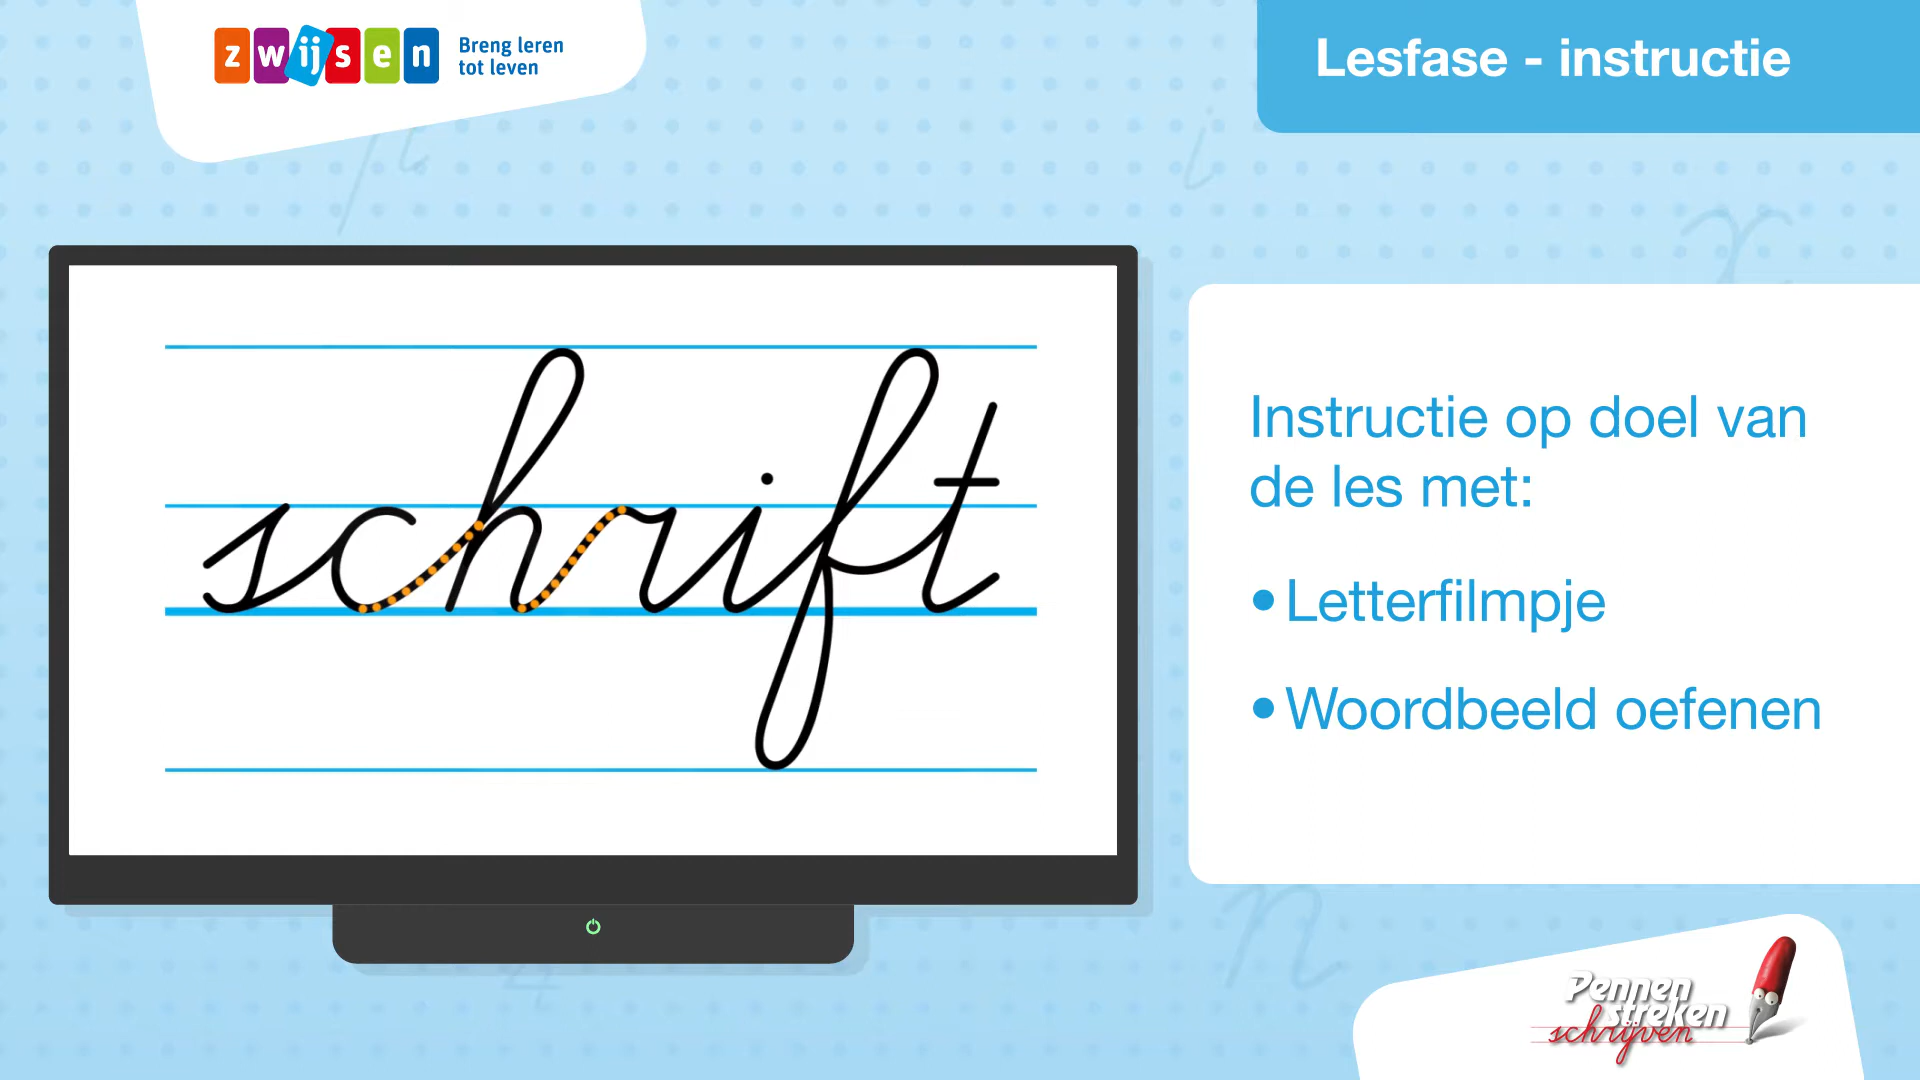 zwijsen
Breng leren
tot leven
Lesfase - instructie
schrift
Instructie op doel van
de les met:
• Letterfilmpje
• Woordbeeld oefenen
Pennen
streken
schrijven